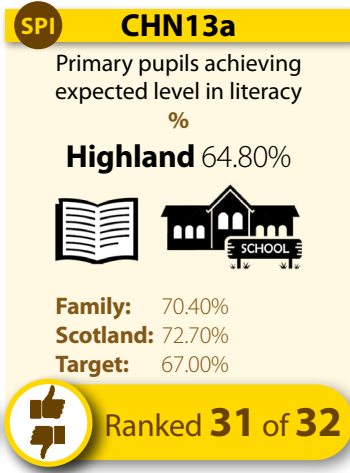 SPI CHN13a
Primary pupils achieving
expected level in literacy
%
Highland 64.80%
SCHOOL
Family: 70.40%
Scotland: 72.70%
Target: 67.00%
Ranked 31 of 32